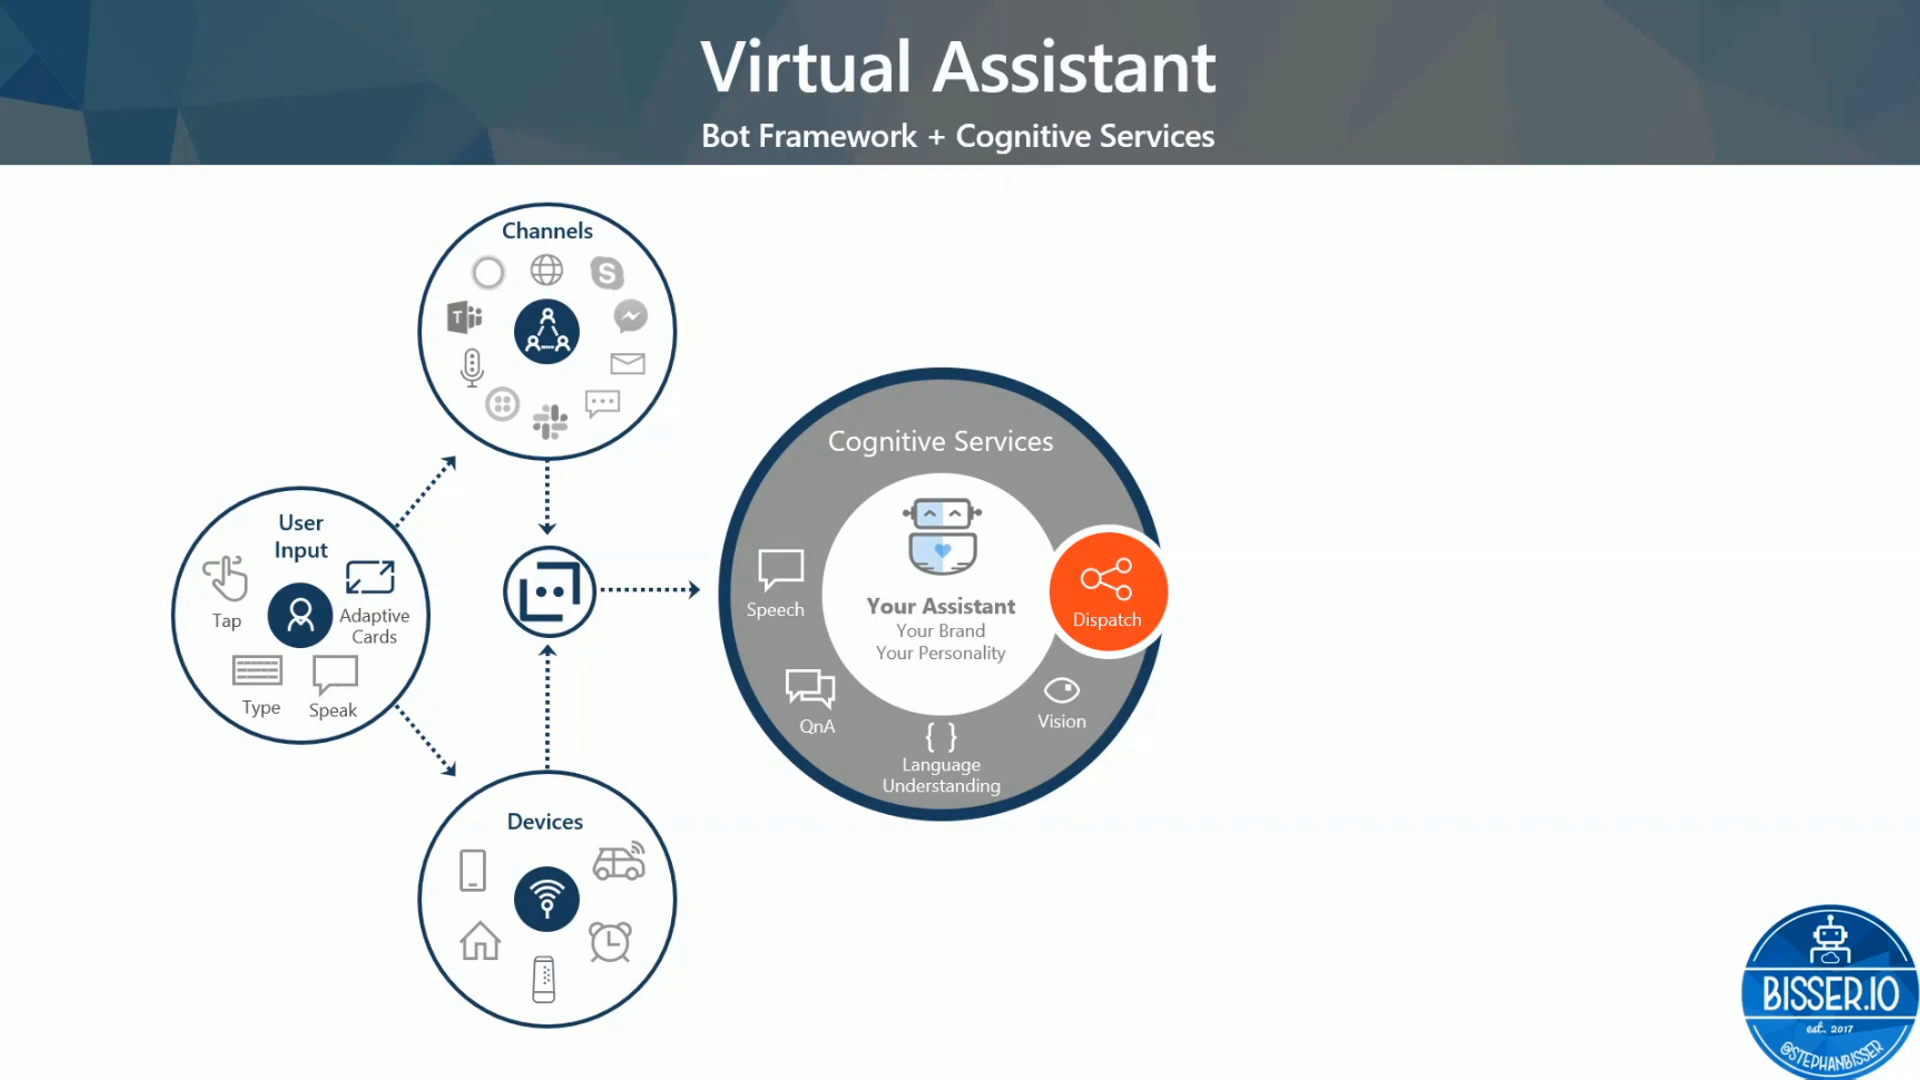 Virtual Assistant
Bot Framework + Cognitive Services
Channels
S
T
User
Input
Tap
Adaptive
Cards
Type
Speak
Devices
Cognitive Services
Speech
Your Assistant
Your Brand
Your Personality
Dispatch
QnA
Vision
{ }
Language
Understanding
BISSER.IO
est. 2017
@STEPHANBISSER